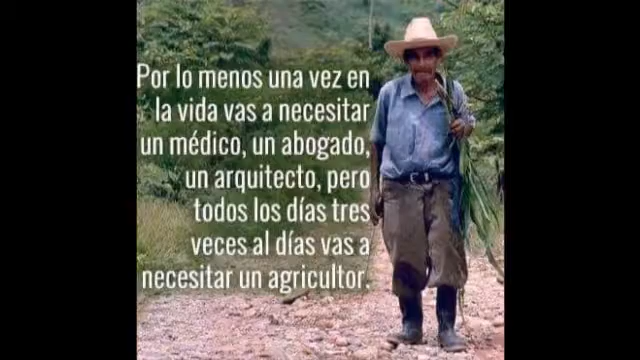 Por lo menos una vez en
la vida vas a necesitar
un médico, un abogado,
un arquitecto, pero
todos los días tres
veces al días vas a
necesitar un agricultor.